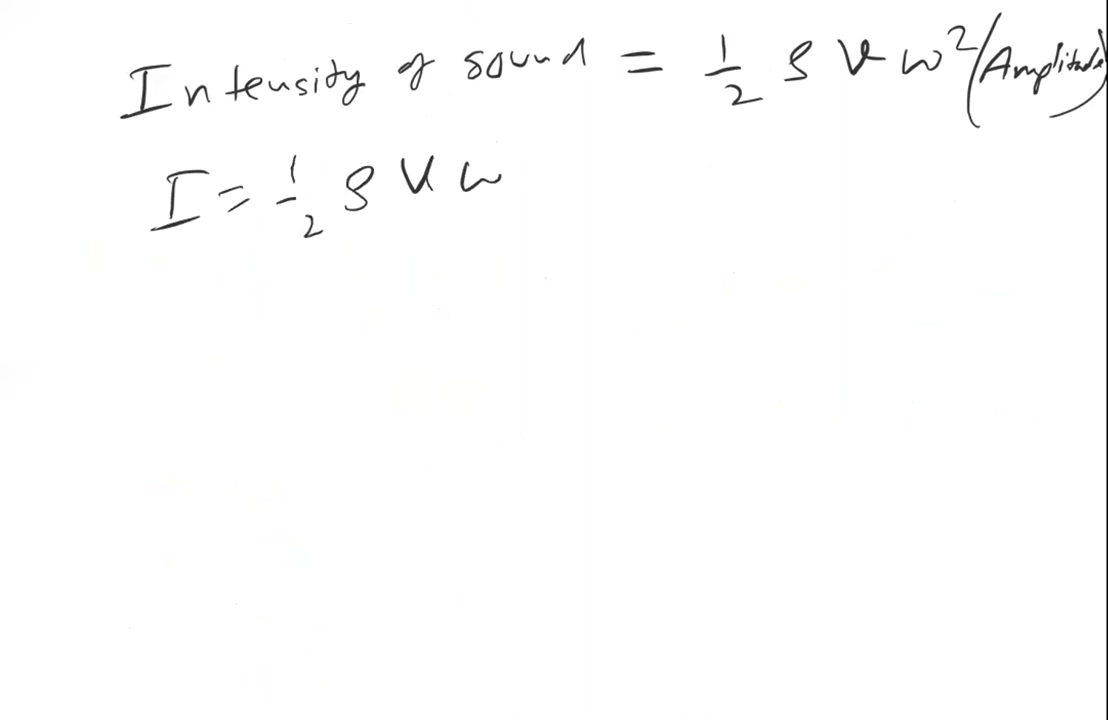 Intensity of sound = 1/2 ρ v ω²(Amplitude)
I = 1/2 ρ v ω